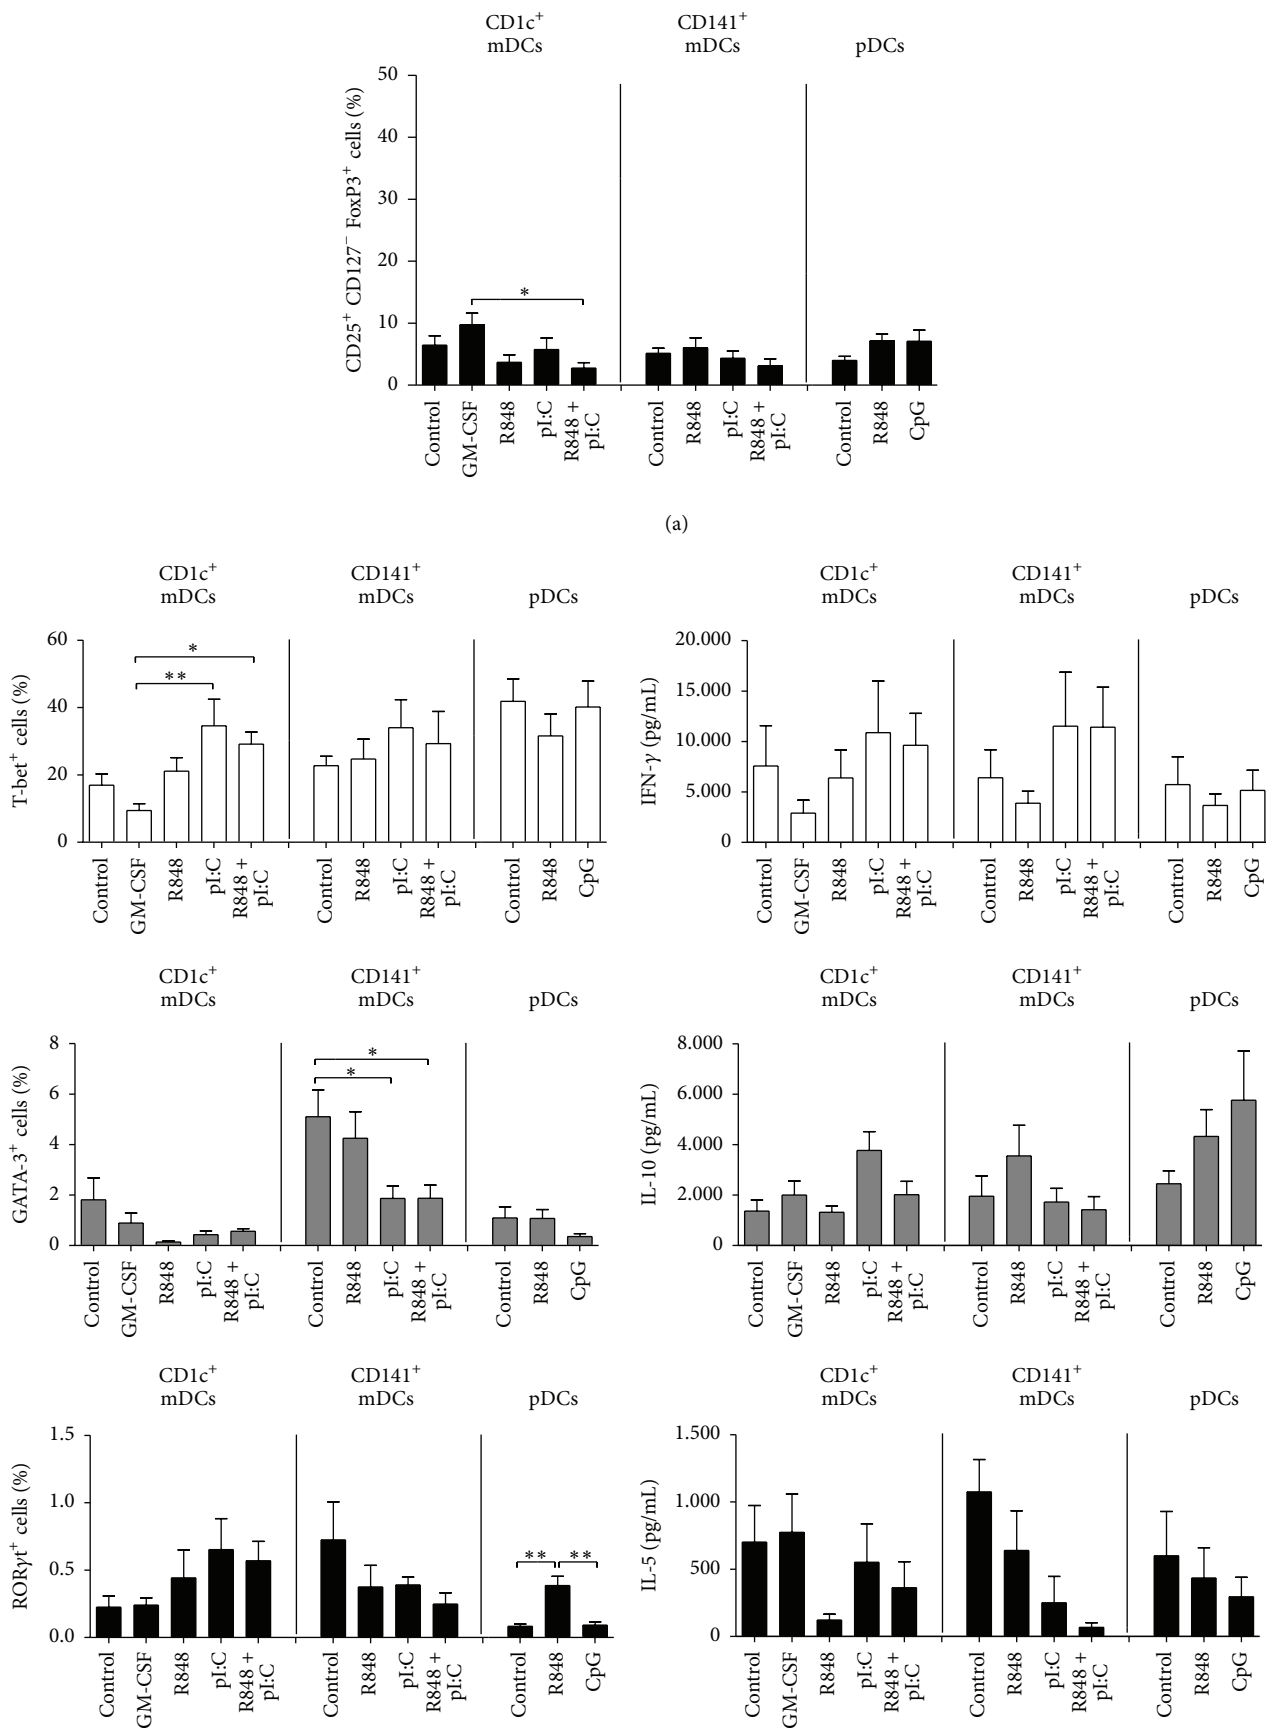 CD1c+
mDCs
CD141+
mDCs
pDCs
CD25+ CD127− FoxP3+ cells (%)
50
40
30
20
10
0
*
Control
GM-CSF
R848
pI:C
R848 +
pI:C
Control
R848
pI:C
R848 +
pI:C
Control
R848
CpG
(a)
CD1c+
mDCs
CD141+
mDCs
pDCs
T-bet+ cells (%)
60
40
20
0
*
**
Control
GM-CSF
R848
pI:C
R848 +
pI:C
Control
R848
pI:C
R848 +
pI:C
Control
R848
CpG
CD1c+
mDCs
CD141+
mDCs
pDCs
IFN-γ (pg/mL)
20.000
15.000
10.000
5.000
0
Control
GM-CSF
R848
pI:C
R848 +
pI:C
Control
R848
pI:C
R848 +
pI:C
Control
R848
CpG
CD1c+
mDCs
CD141+
mDCs
pDCs
GATA-3+ cells (%)
8
6
4
2
0
*
*
Control
GM-CSF
R848
pI:C
R848 +
pI:C
Control
R848
pI:C
R848 +
pI:C
Control
R848
CpG
CD1c+
mDCs
CD141+
mDCs
pDCs
IL-10 (pg/mL)
8.000
6.000
4.000
2.000
0
Control
GM-CSF
R848
pI:C
R848 +
pI:C
Control
R848
pI:C
R848 +
pI:C
Control
R848
CpG
CD1c+
mDCs
CD141+
mDCs
pDCs
RORγt+ cells (%)
1.5
1.0
0.5
0.0
**
**
Control
GM-CSF
R848
pI:C
R848 +
pI:C
Control
R848
pI:C
R848 +
pI:C
Control
R848
CpG
CD1c+
mDCs
CD141+
mDCs
pDCs
IL-5 (pg/mL)
1.500
1.000
500
0
Control
GM-CSF
R848
pI:C
R848 +
pI:C
Control
R848
pI:C
R848 +
pI:C
Control
R848
CpG